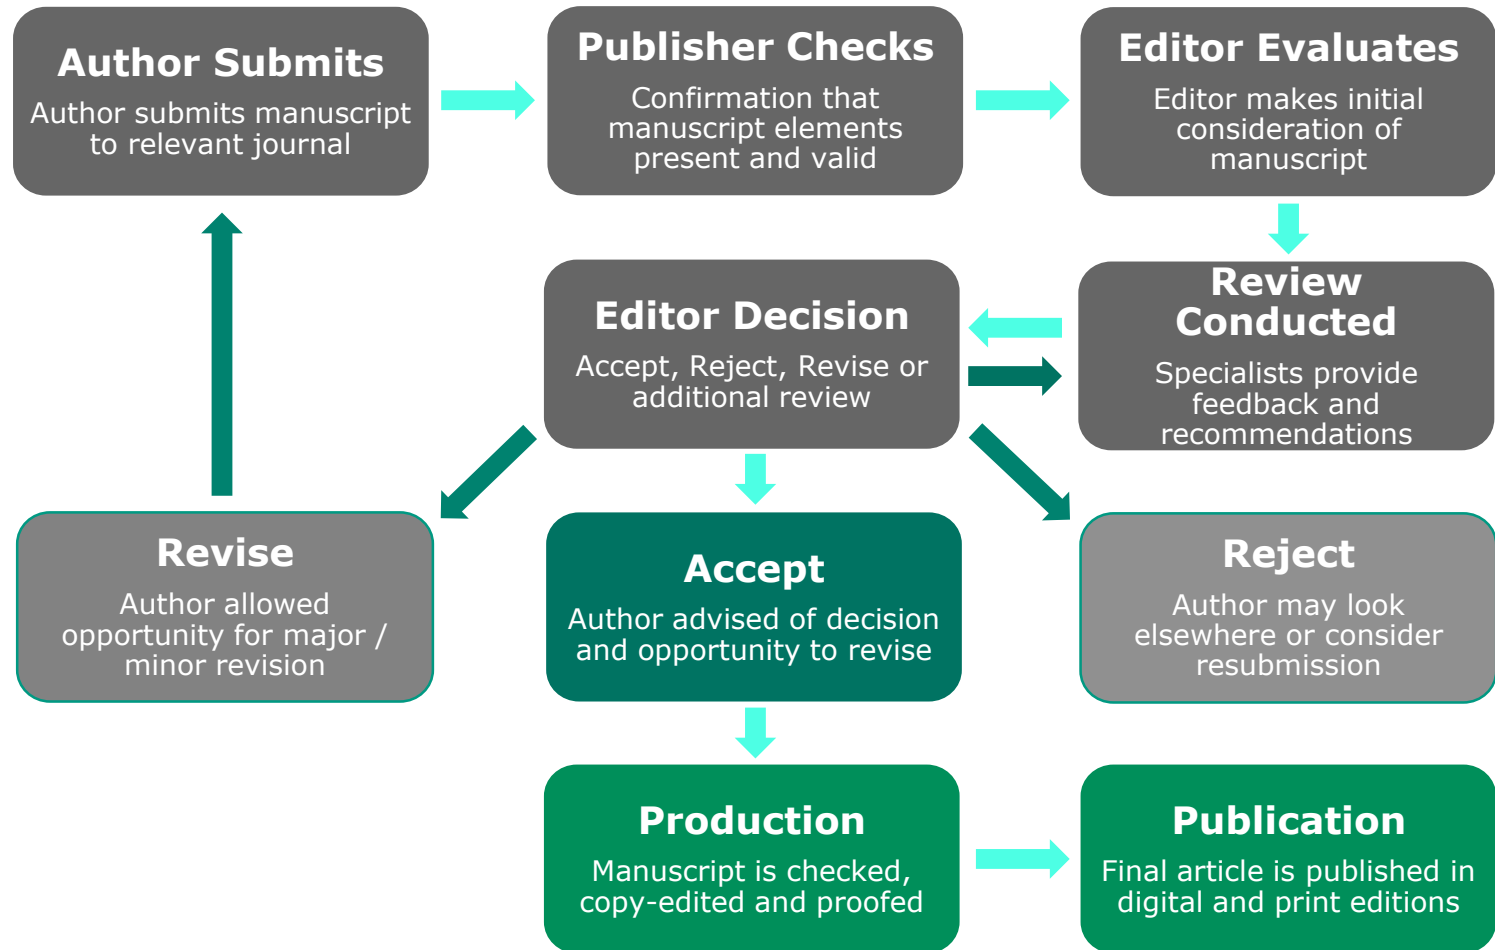 Author Submits
Author submits manuscript
to relevant journal
Publisher Checks
Confirmation that
manuscript elements
present and valid
Editor Evaluates
Editor makes initial
consideration of
manuscript
Editor Decision
Accept, Reject, Revise or
additional review
Review
Conducted
Specialists provide
feedback and
recommendations
Revise
Author allowed
opportunity for major /
minor revision
Accept
Author advised of decision
and opportunity to revise
Reject
Author may look
elsewhere or consider
resubmission
Production
Manuscript is checked,
copy-edited and proofed
Publication
Final article is published in
digital and print editions